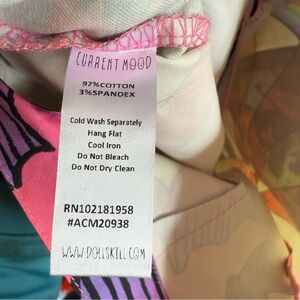 CURRENT MOOD
97%COTTON
3%SPANDEX
Cold Wash Separately
Hang Flat
Cool Iron
Do Not Bleach
Do Not Dry Clean
RN102181958
#ACM20938
WWW.DOLLSKILL.COM